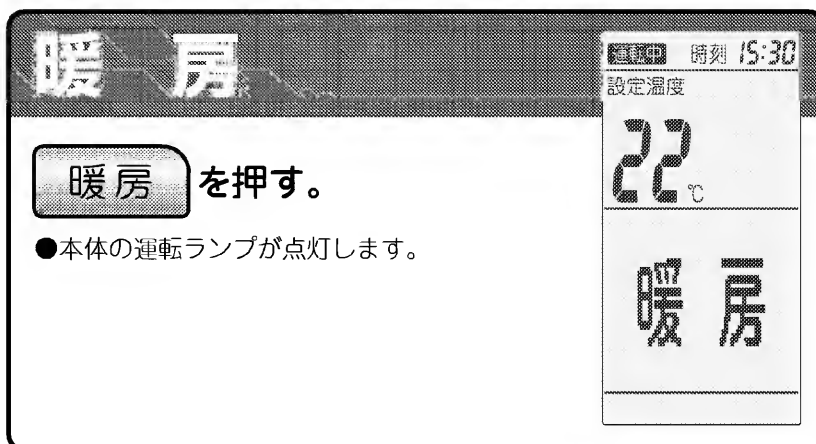 暖 房
暖房 を押す。
●本体の運転ランプが点灯します。
運転中 時刻 15:30
設定温度
22℃
暖 房